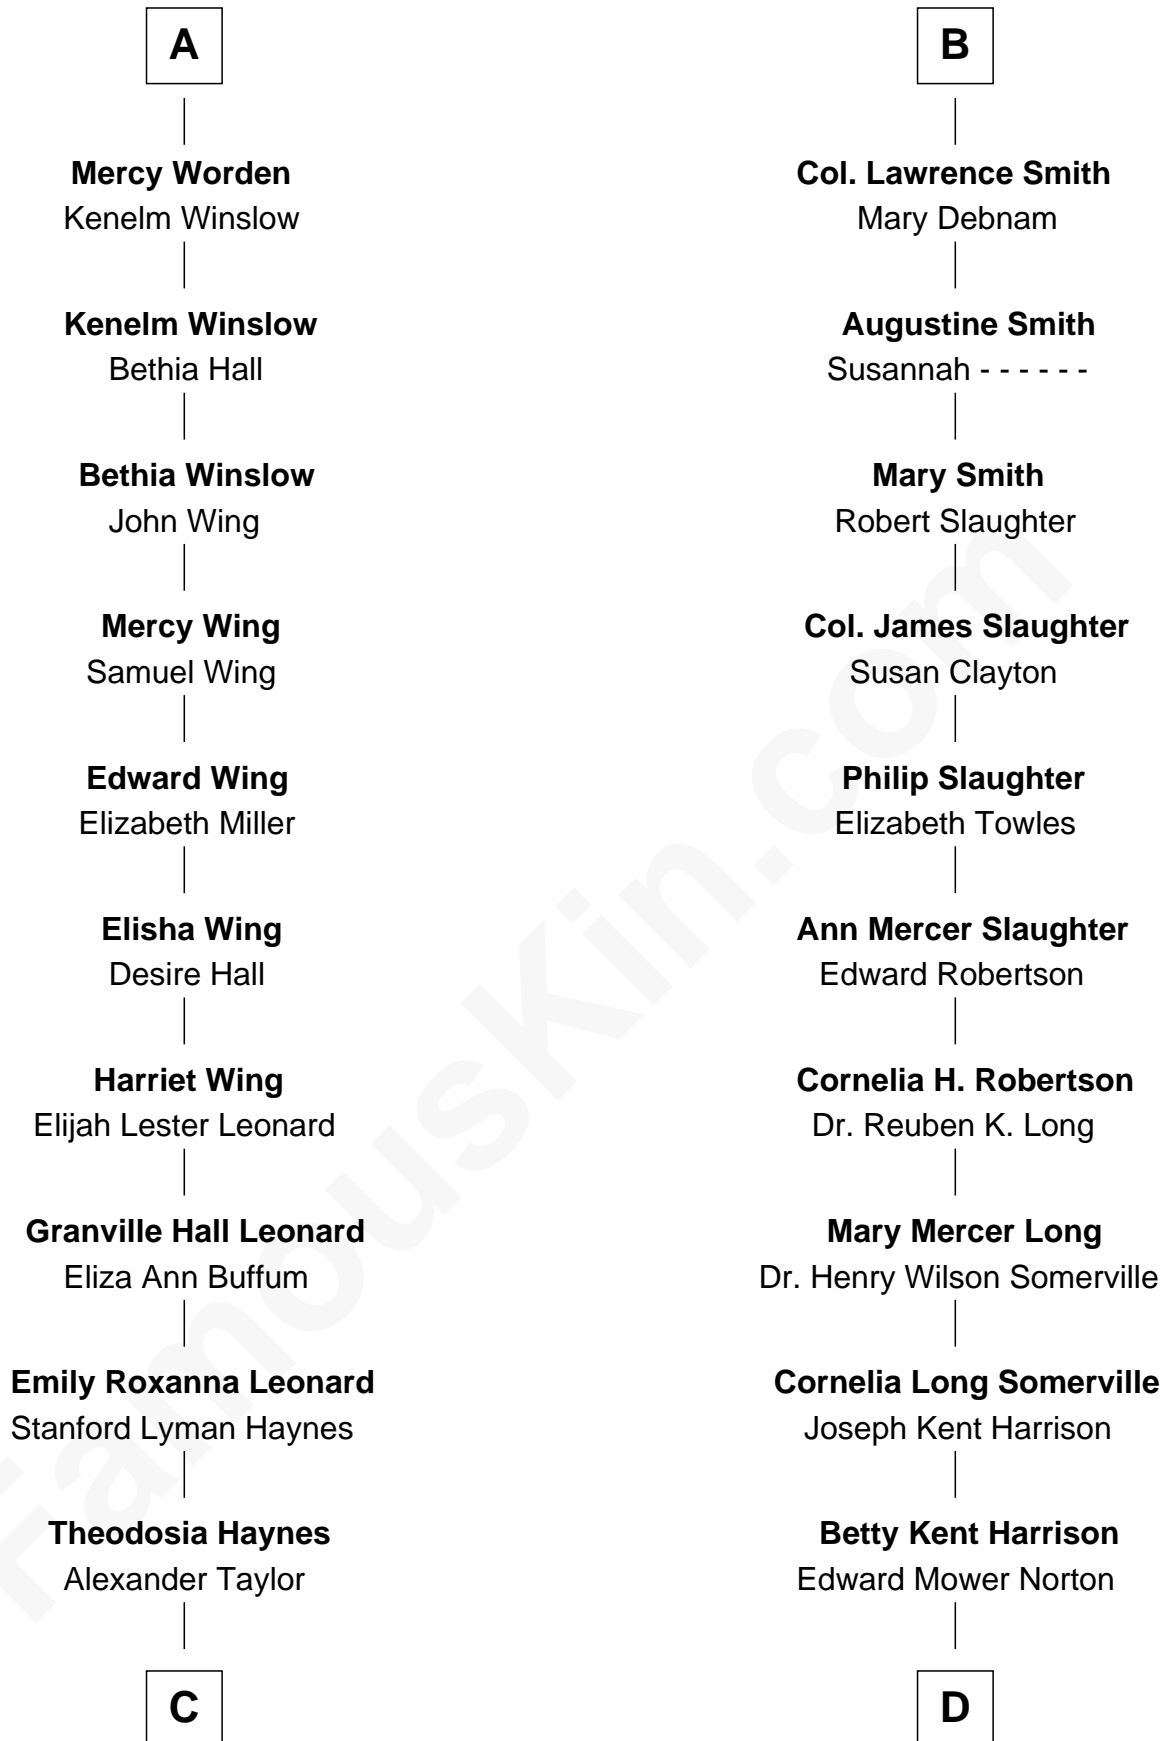 A
Mercy Worden
Kenelm Winslow
Kenelm Winslow
Bethia Hall
Bethia Winslow
John Wing
Mercy Wing
Samuel Wing
Edward Wing
Elizabeth Miller
Elisha Wing
Desire Hall
Harriet Wing
Elijah Lester Leonard
Granville Hall Leonard
Eliza Ann Buffum
Emily Roxanna Leonard
Stanford Lyman Haynes
Theodosia Haynes
Alexander Taylor
C
B
Col. Lawrence Smith
Mary Debnam
Augustine Smith
Susannah - - - - - -
Mary Smith
Robert Slaughter
Col. James Slaughter
Susan Clayton
Philip Slaughter
Elizabeth Towles
Ann Mercer Slaughter
Edward Robertson
Cornelia H. Robertson
Dr. Reuben K. Long
Mary Mercer Long
Dr. Henry Wilson Somerville
Cornelia Long Somerville
Joseph Kent Harrison
Betty Kent Harrison
Edward Mower Norton
D
FamousKin.com